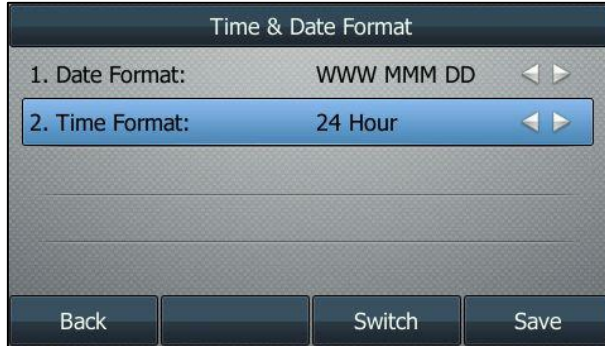 Time & Date Format
1. Date Format: WWW MMM DD
2. Time Format: 24 Hour
Back Switch Save